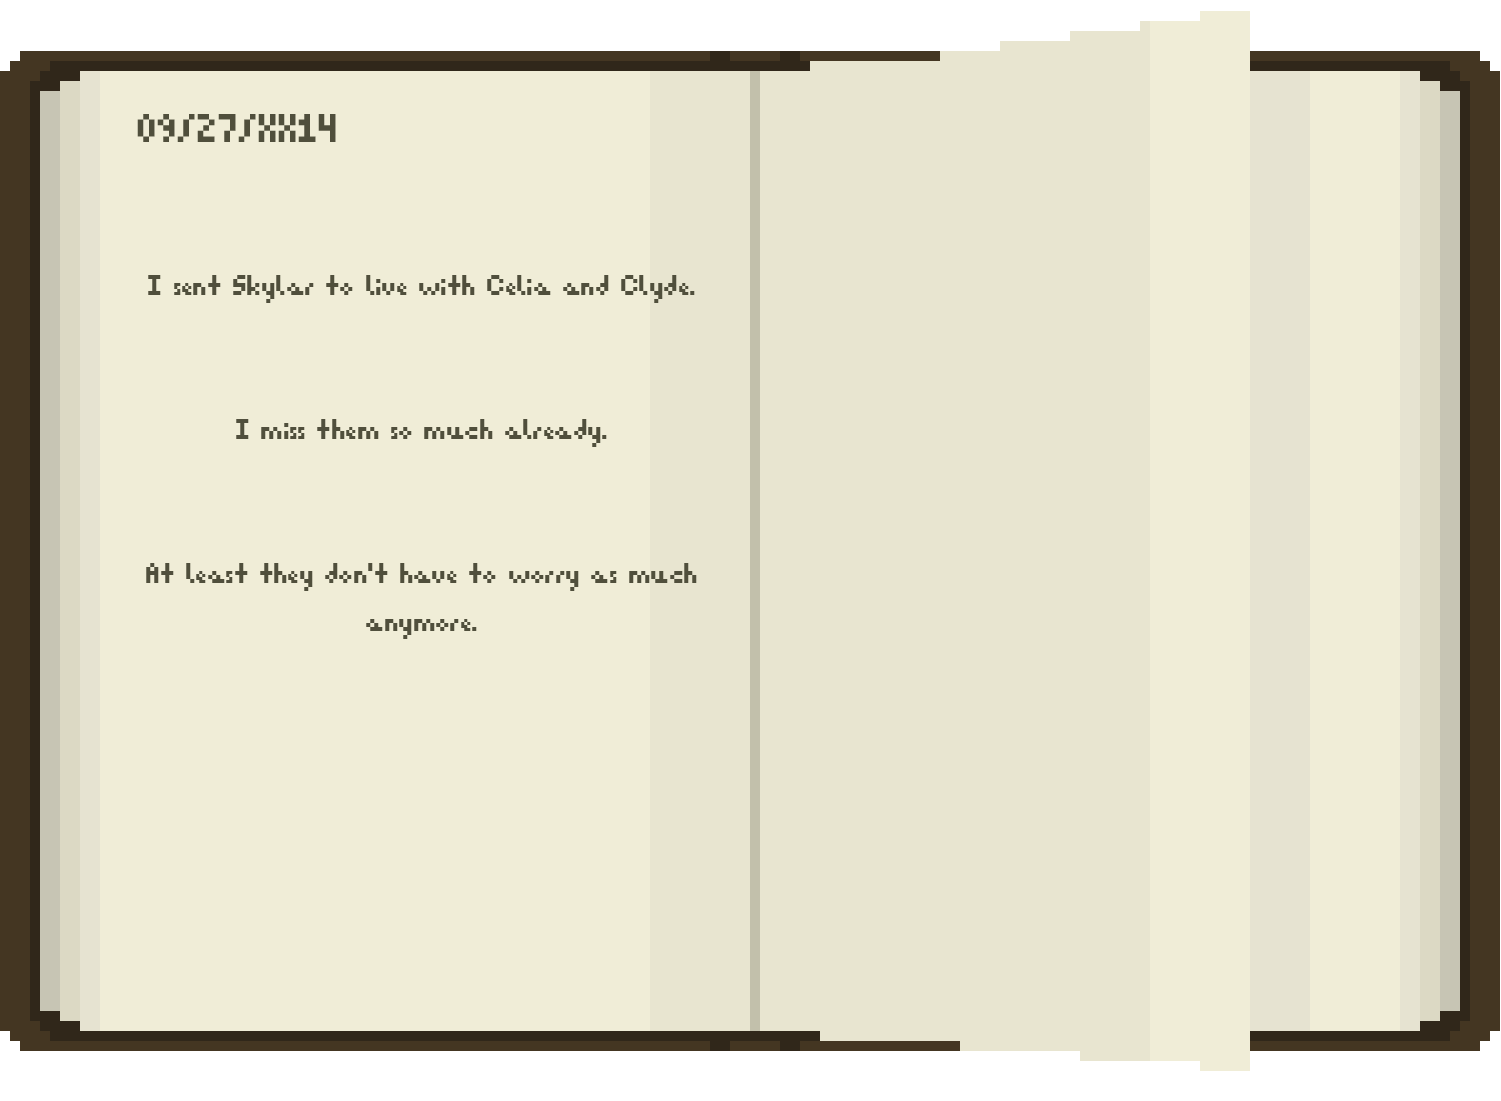 09/27/XX14
I sent Skylar to live with Celia and Clyde.
I miss them so much already.
At least they don't have to worry as much
anymore.